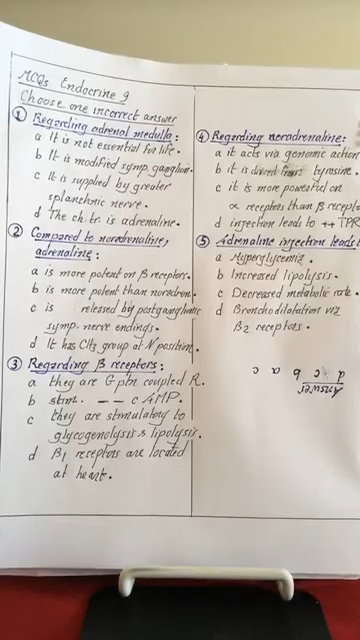 MCQs Endocrine 9
Choose one incorrect answer
① Regarding adrenal medulla:
a It is not essential for life.
b It is modified symp. ganglion.
c It is supplied by greater
splanchnic nerve.
d The ch. tr. is adrenaline.
② Compared to noradrenaline,
adrenaline:
a is more potent on β receptors.
b is more potent than noradren.
c is released by postganglionic
symp. nerve endings.
d It has CH3 group at N position.
③ Regarding β receptors:
a they are G ptn coupled R.
b stim. -- c AMP.
c they are stimulatory to
glycogenolysis & lipolysis.
d β1 receptors are located
at heart.
④ Regarding noradrenaline:
a it acts via genomic action
b it is derived from tyrosine.
c it is more powerful on
α receptors than β recept
d injection leads to ++ TPR
⑤ Adrenaline injection leads t
a Hyperglycemia.
b Increased lipolysis.
c Decreased metabolic rate.
d Bronchodilatation via
β2 receptors.
Answer
d c b a c